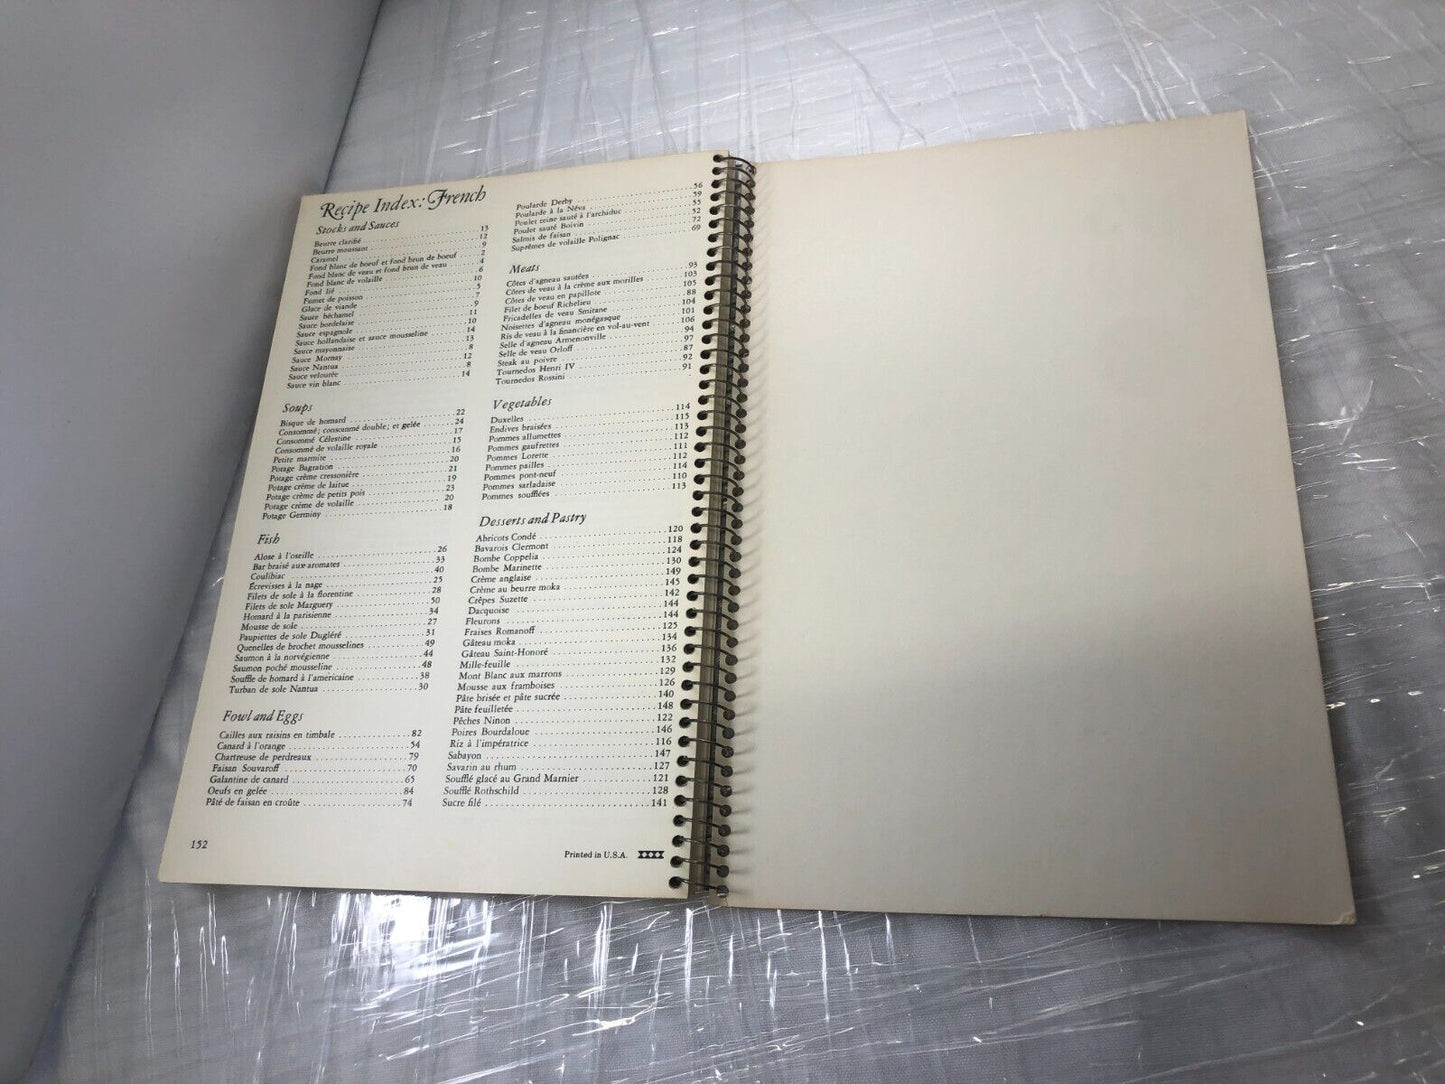 Recipe Index: French
Stocks and Sauces
Beurre clarifié 13
Beurre moussant 12
Caramel 9
Fond blanc de boeuf et fond brun de boeuf 2
Fond blanc de veau et fond brun de veau 4
Fond blanc de volaille 6
Fond lié 10
Fumet de poisson 5
Glace de viande 7
Sauce béchamel 9
Sauce bordelaise 11
Sauce espagnole 10
Sauce hollandaise et sauce mousseline 14
Sauce mayonnaise 13
Sauce Mornay 8
Sauce Nantua 12
Sauce velouté 8
Sauce vin blanc 14
Soups
Bisque de homard 22
Consommé; consommé double; et gelée 24
Consommé Célestine 17
Consommé de volaille royale 15
Petite marmite 16
Potage Bagration 20
Potage crème cressonière 21
Potage crème de laitue 19
Potage crème de petits pois 23
Potage crème de volaille 20
Potage Germiny 18
Fish
Alose à l'oseille 26
Bar braisé aux aromates 33
Coulibiac 40
Écrevisses à la nage 25
Filets de sole à la florentine 28
Filets de sole Marguery 50
Homard à la parisienne 34
Mousse de sole 27
Paupiettes de sole Dugléré 31
Quenelles de brochet mousselines 49
Saumon à la norvégienne 44
Saumon poché mousseline 48
Souffle de homard à l'américaine 38
Turban de sole Nantua 30
Fowl and Eggs
Cailles aux raisins en timbale 82
Canard à l'orange 54
Chartreuse de perdreaux 79
Faisan Souvaroff 70
Galantine de canard 65
Oeufs en gelée 84
Pâté de faisan en croûte 74
152
Poularde Derby 56
Poularde à la Néva 59
Poulet reine sauté à l'archiduc 55
Poulet sauté Boivin 52
Salmis de faisan 72
Suprêmes de volaille Polignac 69
Meats
Côtes d'agneau sautées 93
Côtes de veau à la crème aux morilles 103
Côtes de veau en papillote 105
Filet de boeuf Richelieu 88
Fricadelles de veau Smitane 104
Noisettes d'agneau monégasque 101
Ris de veau à la financière en vol-au-vent 106
Selle d'agneau Armenonville 94
Selle de veau Orloff 97
Steak au poivre 87
Tournedos Henri IV 92
Tournedos Rossini 91
Vegetables
Duxelles 114
Endives braisées 115
Pommes allumettes 113
Pommes gaufrettes 112
Pommes Lorette 111
Pommes pailles 112
Pommes pont-neuf 114
Pommes sarladaise 110
Pommes soufflées 113
Desserts and Pastry
Abricots Condé 120
Bavarois Clermont 118
Bombe Coppelia 124
Bombe Marinette 130
Crème anglaise 149
Crème au beurre moka 145
Crêpes Suzette 142
Dacquoise 144
Fleurons 144
Fraises Romanoff 125
Gâteau moka 134
Gâteau Saint-Honoré 136
Mille-feuille 132
Mont Blanc aux marrons 129
Mousse aux framboises 126
Pâte brisée et pâte sucrée 140
Pâte feuilletée 148
Pêches Ninon 122
Poires Bourdaloue 146
Riz à l'impératrice 116
Sabayon 147
Savarin au rhum 127
Soufflé glacé au Grand Marnier 121
Soufflé Rothschild 128
Sucre filé 141
Printed in U.S.A. XXXX